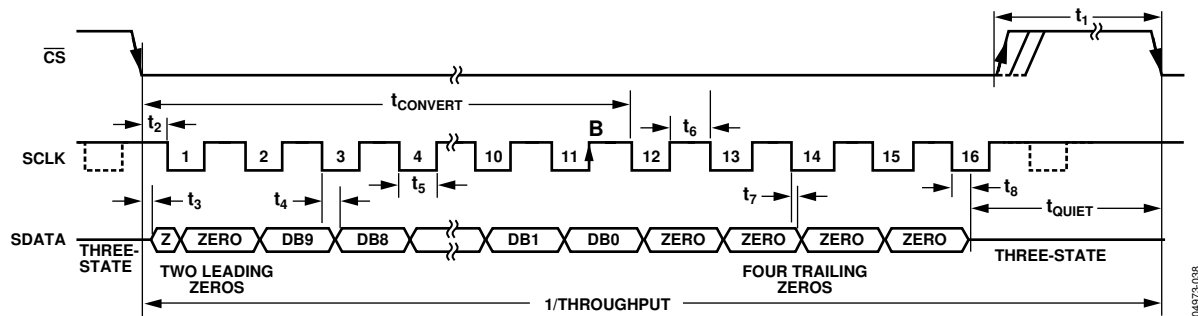 t1
CS
tCONVERT
t2
B
t6
SCLK
1 2 3 4 10 11 12 13 14 15 16
t3 t4 t5 t7 t8
tQUIET
SDATA
Z ZERO DB9 DB8 DB1 DB0 ZERO ZERO ZERO ZERO
THREE-
STATE
THREE-STATE
TWO LEADING
ZEROS
FOUR TRAILING
ZEROS
1/THROUGHPUT
04973-038